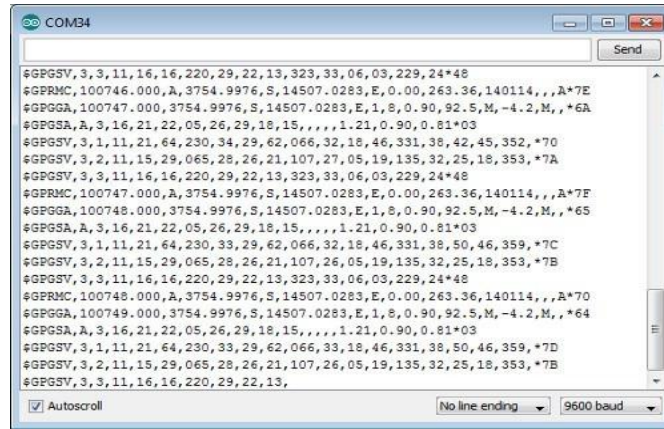 COM34
Send
$GPGSV,3,3,11,16,16,220,29,22,13,323,33,06,03,229,24*48
$GPRMC,100746.000,A,3754.9976,S,14507.0283,E,0.00,263.36,140114,,,A*7E
$GPGGA,100747.000,3754.9976,S,14507.0283,E,1,8,0.90,92.5,M,-4.2,M,,*6A
$GPGSA,A,3,16,21,22,05,26,29,18,15,,,,,1.21,0.90,0.81*03
$GPGSV,3,1,11,21,64,230,34,29,62,066,32,18,46,331,38,42,45,352,*70
$GPGSV,3,2,11,15,29,065,28,26,21,107,27,05,19,135,32,25,18,353,*7A
$GPGSV,3,3,11,16,16,220,29,22,13,323,33,06,03,229,24*48
$GPRMC,100747.000,A,3754.9976,S,14507.0283,E,0.00,263.36,140114,,,A*7F
$GPGGA,100748.000,3754.9976,S,14507.0283,E,1,8,0.90,92.5,M,-4.2,M,,*65
$GPGSA,A,3,16,21,22,05,26,29,18,15,,,,,1.21,0.90,0.81*03
$GPGSV,3,1,11,21,64,230,33,29,62,066,32,18,46,331,38,50,46,359,*7C
$GPGSV,3,2,11,15,29,065,28,26,21,107,26,05,19,135,32,25,18,353,*7B
$GPGSV,3,3,11,16,16,220,29,22,13,323,33,06,03,229,24*48
$GPRMC,100748.000,A,3754.9976,S,14507.0283,E,0.00,263.36,140114,,,A*70
$GPGGA,100749.000,3754.9976,S,14507.0283,E,1,8,0.90,92.5,M,-4.2,M,,*64
$GPGSA,A,3,16,21,22,05,26,29,18,15,,,,,1.21,0.90,0.81*03
$GPGSV,3,1,11,21,64,230,33,29,62,066,33,18,46,331,38,50,46,359,*7D
$GPGSV,3,2,11,15,29,065,28,26,21,107,26,05,19,135,32,25,18,353,*7B
$GPGSV,3,3,11,16,16,220,29,22,13,
Autoscroll
No line ending
9600 baud